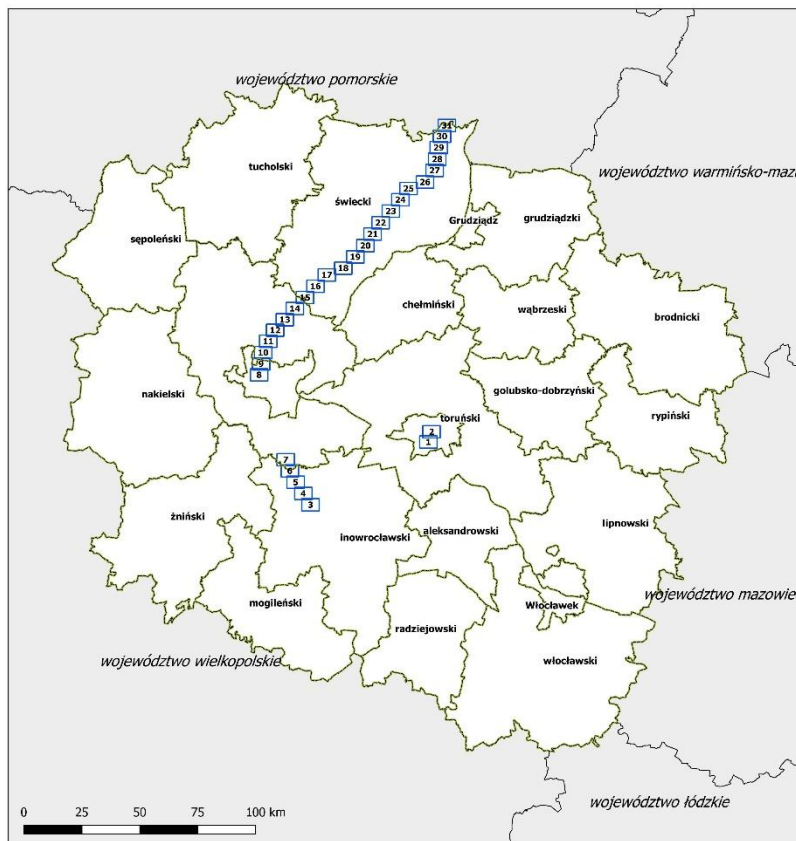 województwo pomorskie
31
30
29
28
27
26
25
24
23
22
21
20
19
18
17
16
15
14
13
12
11
10
9
8
tucholski
województwo warmińsko-maz
świecki
Grudziądz
grudziądzki
sępoleński
chełmiński
wąbrzeski
brodnicki
nakielski
golubsko-dobrzyński
toruński
rypiński
2
1
7
6
5
4
3
żniński
inowrocławski
aleksandrowski
lipnowski
województwo mazowie
mogileński
Włocławek
radziejowski
województwo wielkopolskie
włocławski
województwo łódzkie
0 25 50 75 100 km